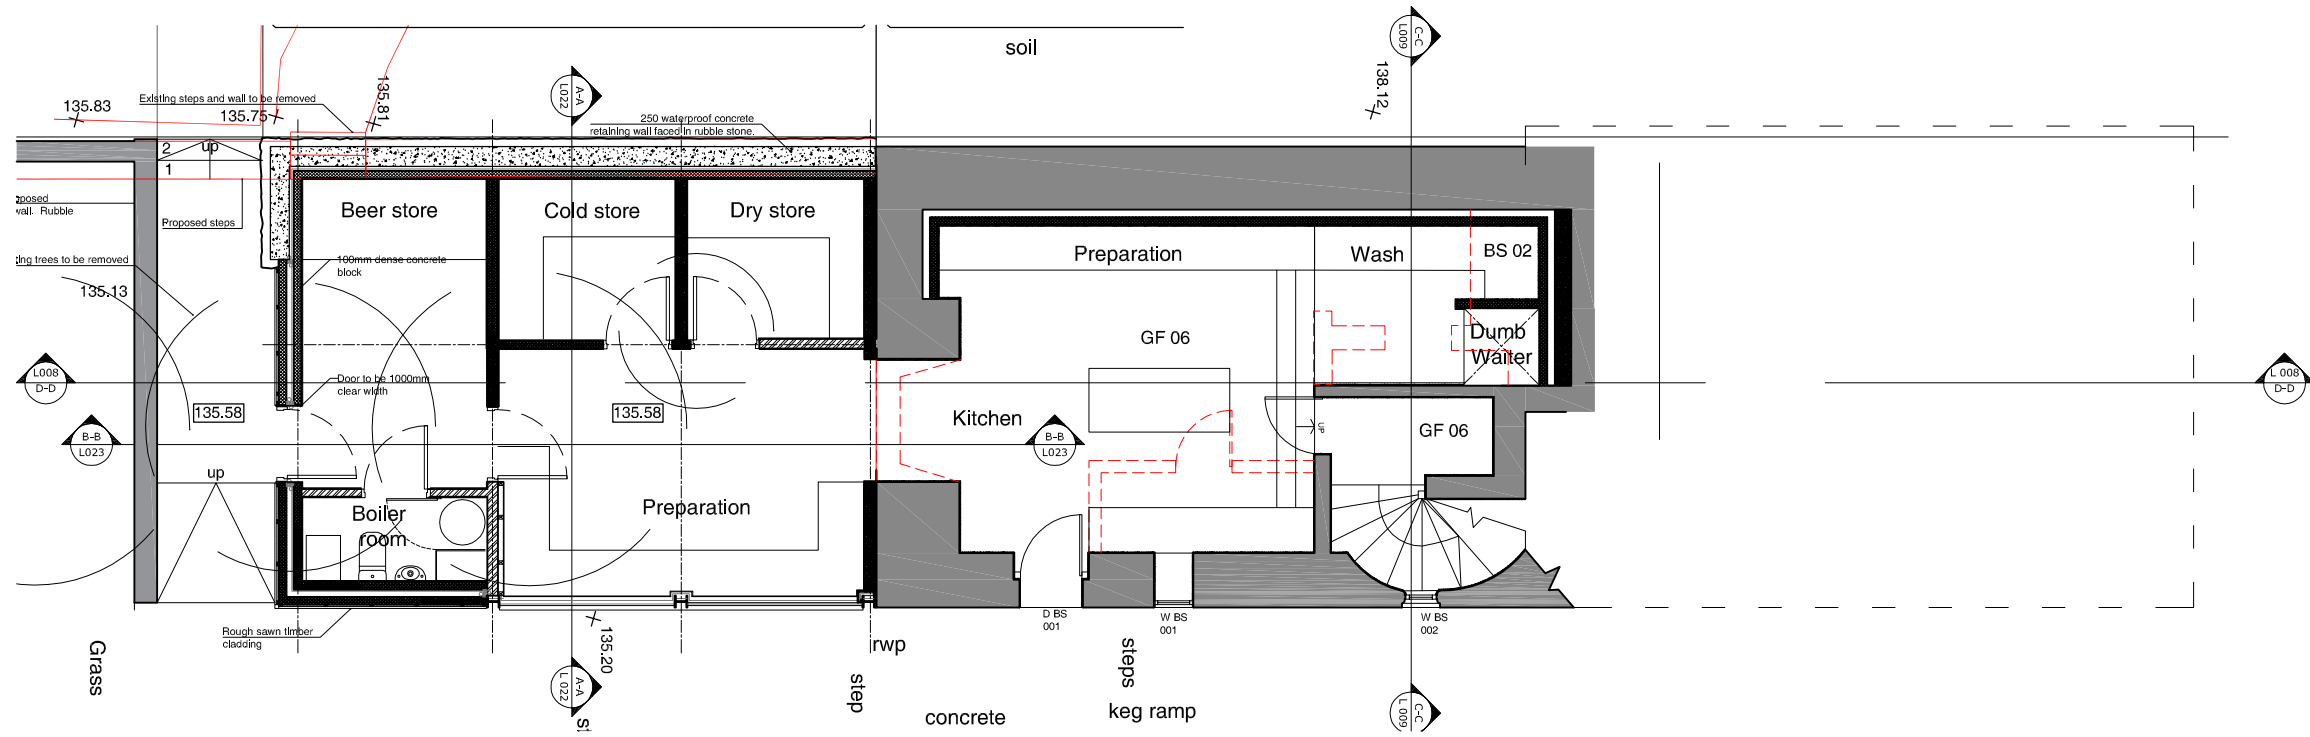 soil
C-C
L009
138.12
135.83
Existing steps and wall to be removed
135.75
135.81
A-A
L022
250 waterproof concrete
retaining wall faced in rubble stone.
2
up
1
wall. Rubble
Proposed steps
Beer store
Cold store
Dry store
Preparation
Wash
BS 02
to be removed
trees
100mm dense concrete
block
135.13
GF 06
Dumb
Waiter
L008
D-D
Door to be 1000mm
clear width
L 008
D-D
135.58
135.58
Kitchen
B-B
L023
B-B
L023
UP
GF 06
up
Boiler
room
Preparation
D BS
001
W BS
001
W BS
002
Rough sawn timber
cladding
135.20
rwp
Grass
step
steps
A-A
L 022
concrete
keg ramp
C-C
L 009